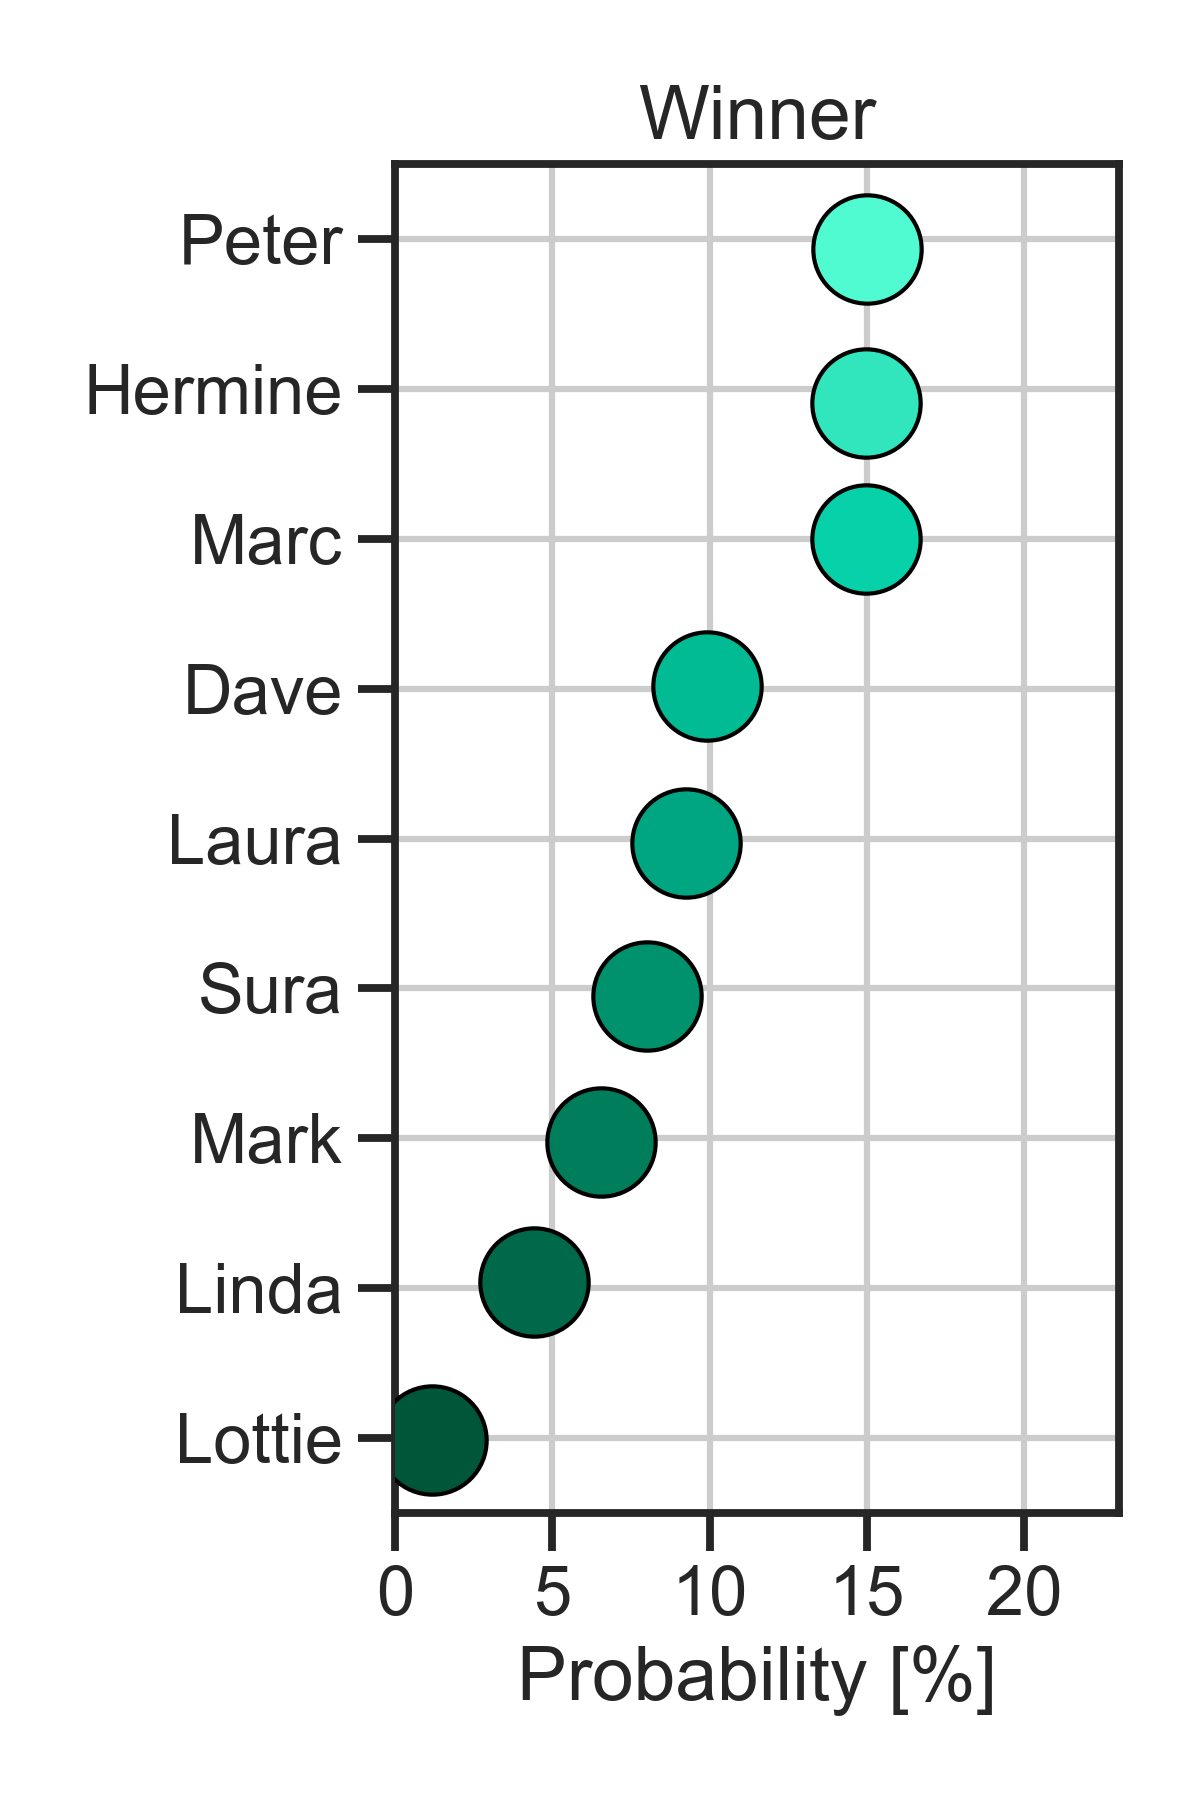 Winner
Peter
Hermine
Marc
Dave
Laura
Sura
Mark
Linda
Lottie
0 5 10 15 20
Probability [%]